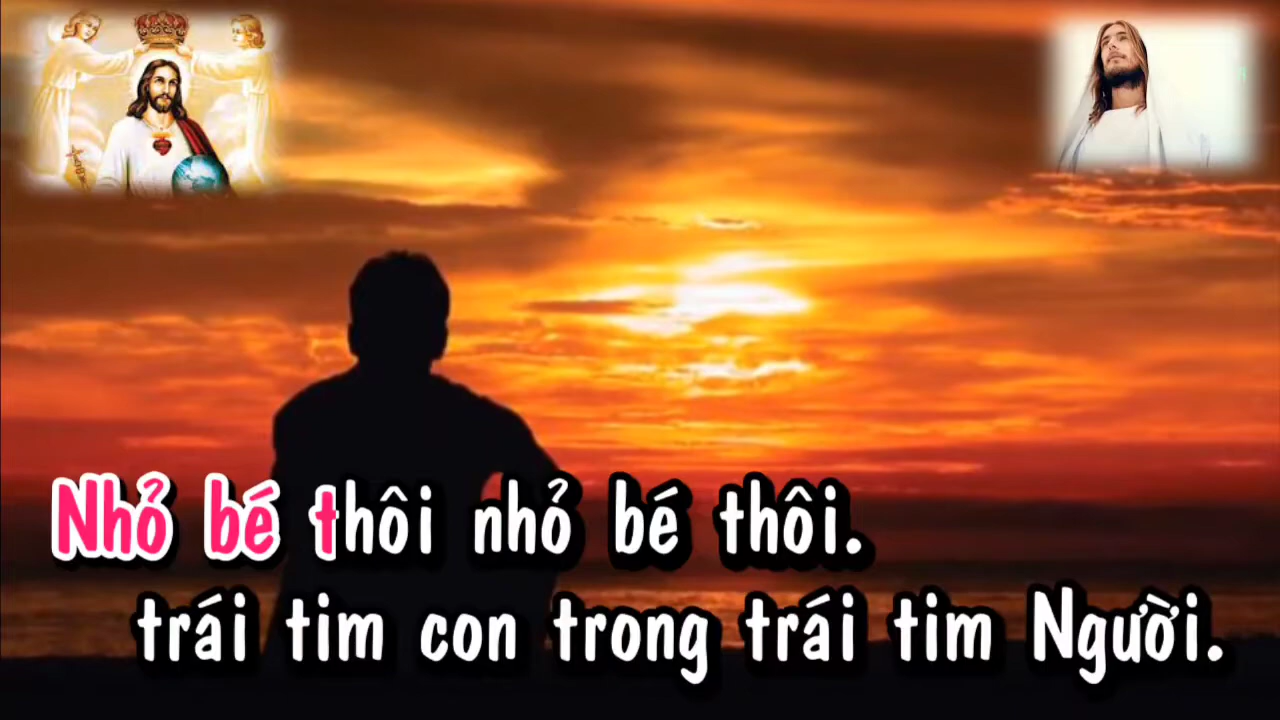 Nhỏ bé thôi nhỏ bé thôi.
trái tim con trong trái tim Người.